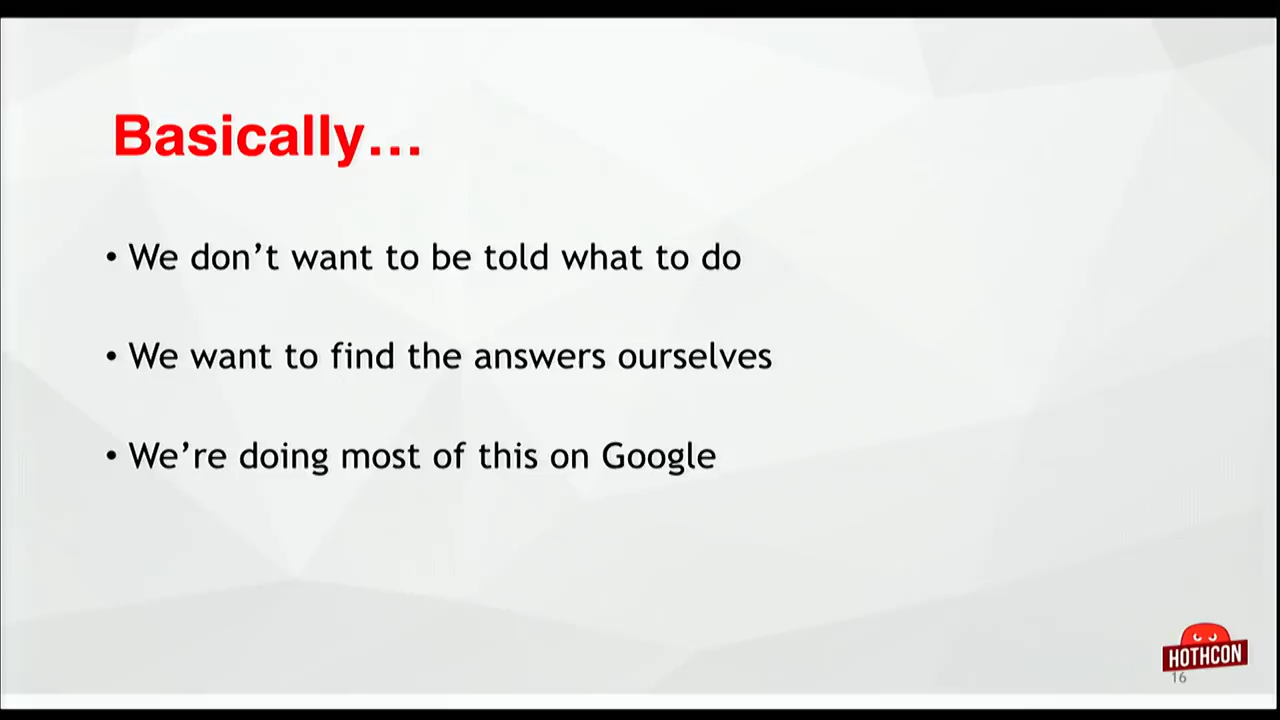 Basically…
• We don’t want to be told what to do
• We want to find the answers ourselves
• We’re doing most of this on Google
HOTHCON
16